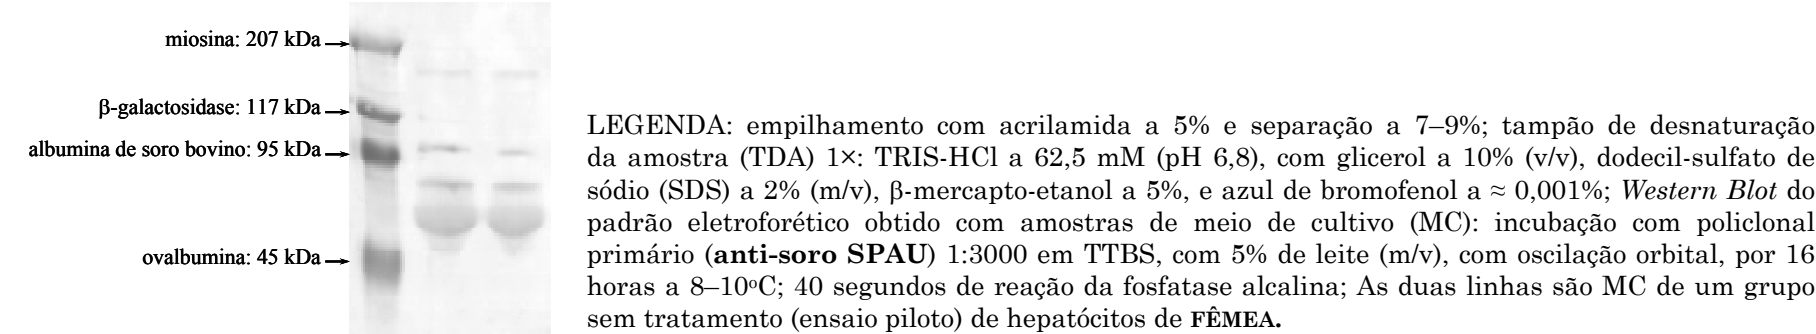 miosina: 207 kDa
β-galactosidase: 117 kDa
albumina de soro bovino: 95 kDa
ovalbumina: 45 kDa
LEGENDA: empilhamento com acrilamida a 5% e separação a 7–9%; tampão de desnaturação
da amostra (TDA) 1×: TRIS-HCl a 62,5 mM (pH 6,8), com glicerol a 10% (v/v), dodecil-sulfato de
sódio (SDS) a 2% (m/v), β-mercapto-etanol a 5%, e azul de bromofenol a ≈ 0,001%; Western Blot do
padrão eletroforético obtido com amostras de meio de cultivo (MC): incubação com policlonal
primário (anti-soro SPAU) 1:3000 em TTBS, com 5% de leite (m/v), com oscilação orbital, por 16
horas a 8–10ºC; 40 segundos de reação da fosfatase alcalina; As duas linhas são MC de um grupo
sem tratamento (ensaio piloto) de hepatócitos de FÊMEA.